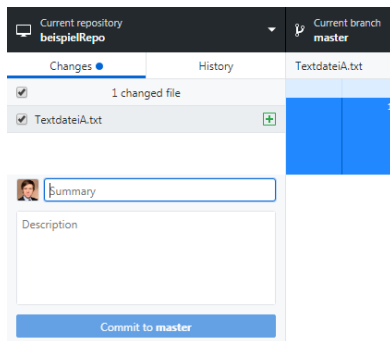 Current repository
beispielRepo
Current branch
master
Changes
History
TextdateiA.txt
1 changed file
TextdateiA.txt
Summary
Description
Commit to master